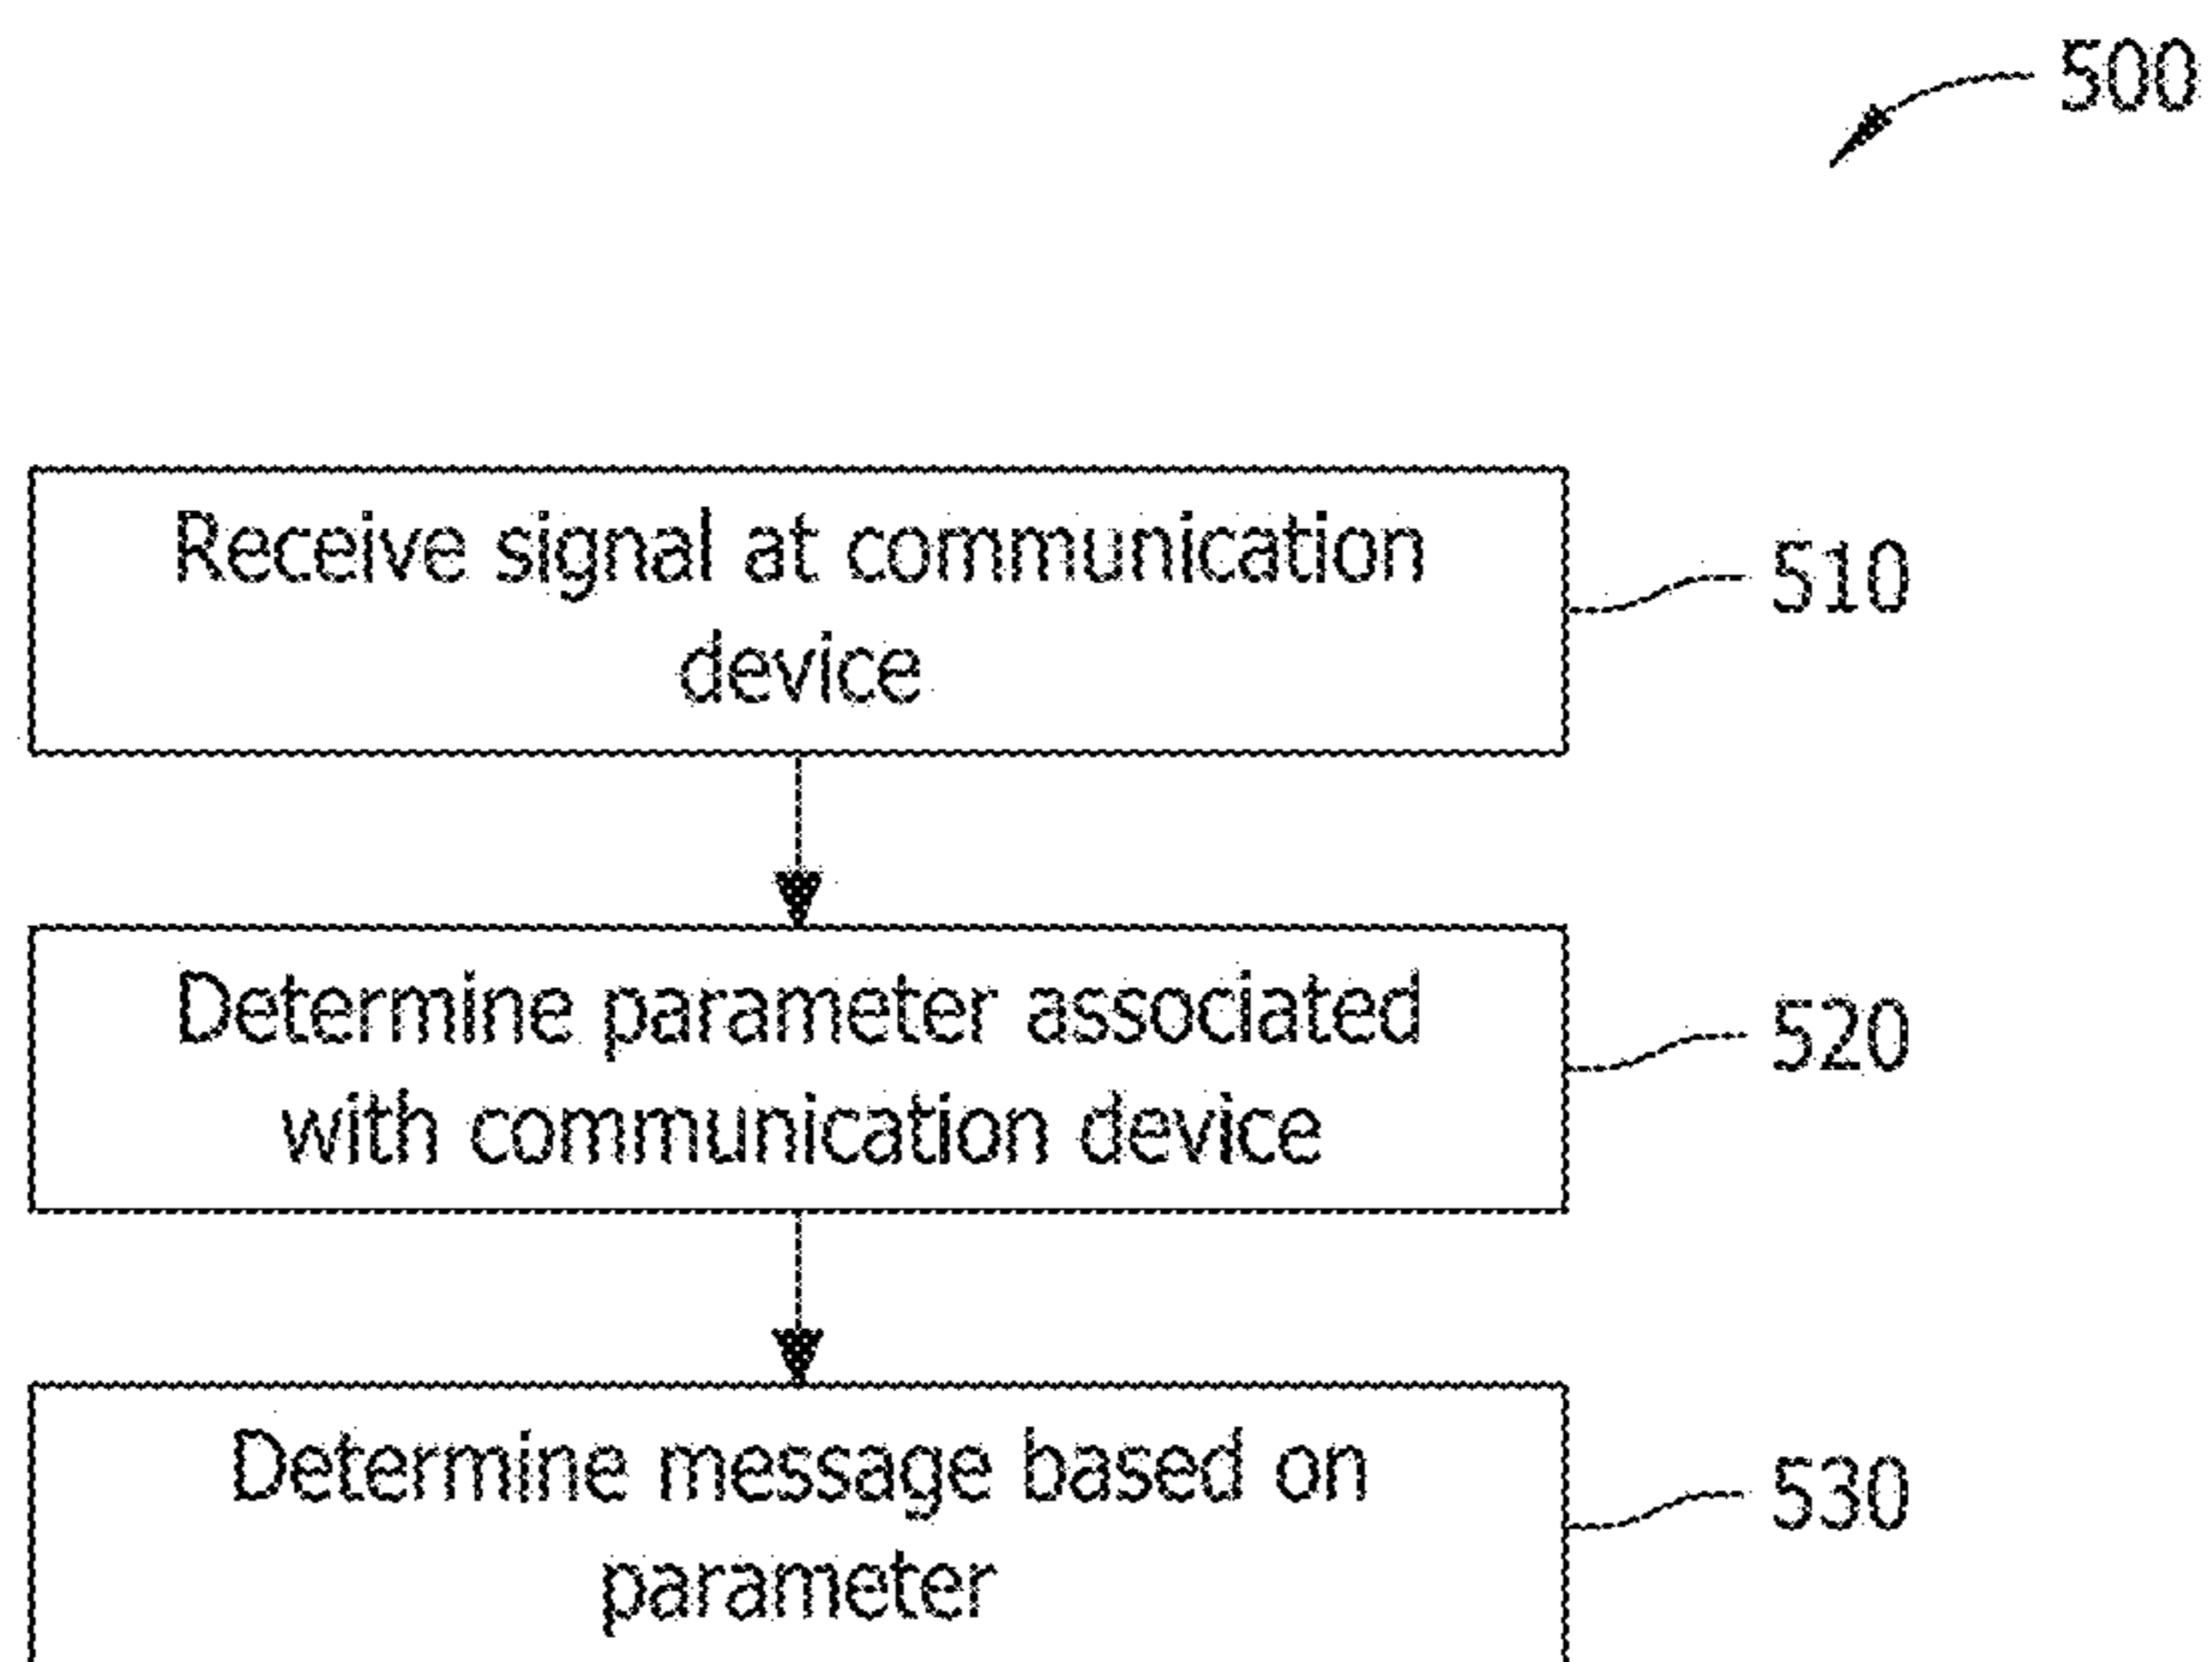 500
Receive signal at communication
device
510
Determine parameter associated
with communication device
520
Determine message based on
parameter
530